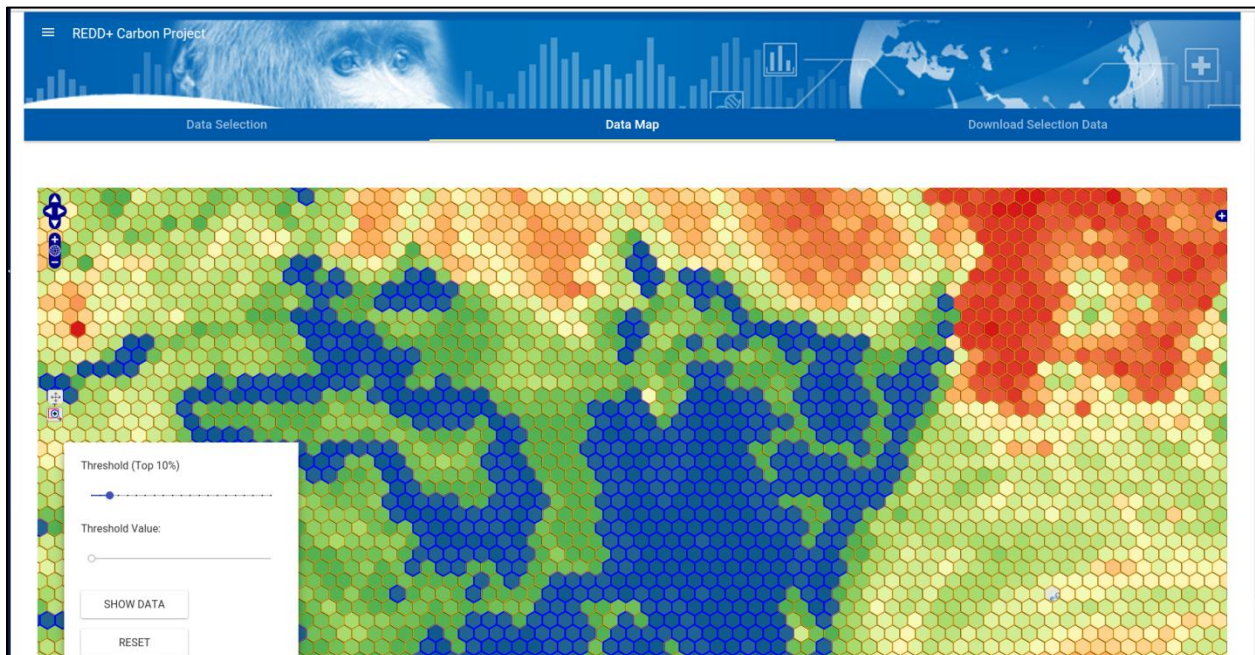 REDD+ Carbon Project
Data Selection
Data Map
Download Selection Data
Threshold (Top 10%)
Threshold Value:
SHOW DATA
RESET